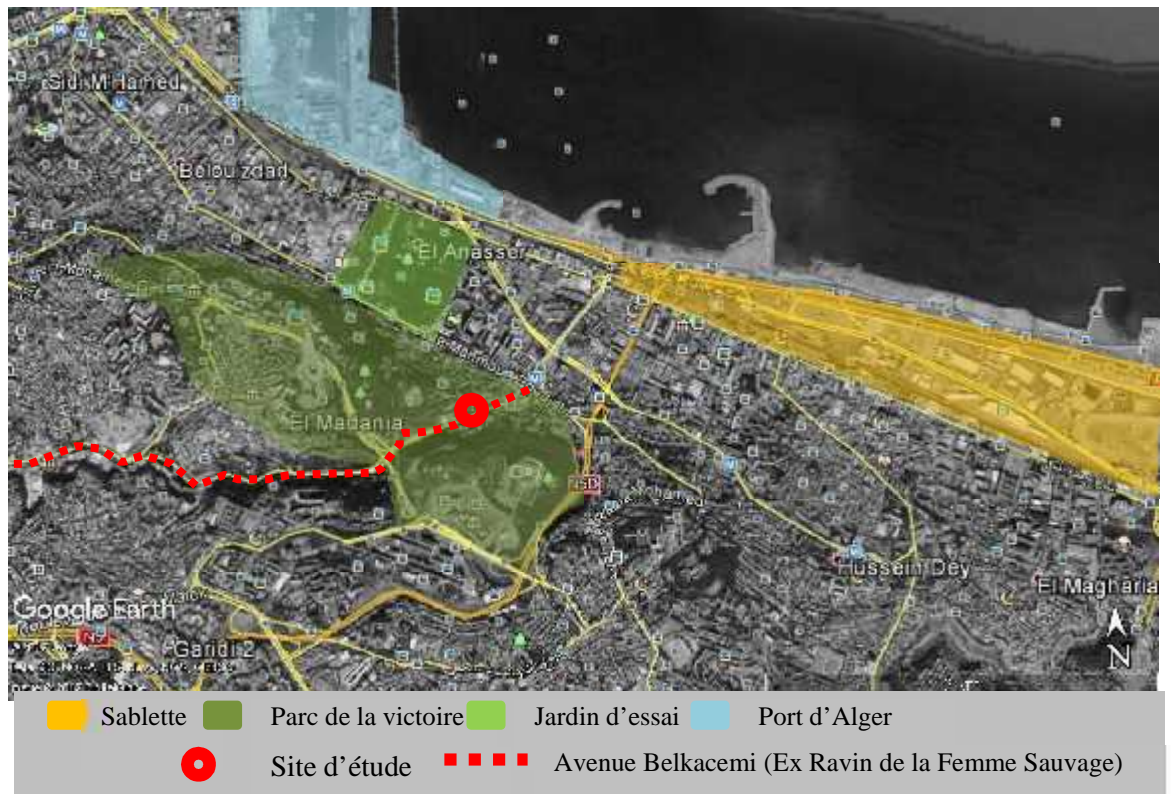 Sidi M'Hamed
Belouizdad
El Anasser
El Madania
Hussein Dey
El Magharia
Google Earth
Garidi 2
N
Sablette Parc de la victoire Jardin d'essai Port d'Alger
Site d'étude Avenue Belkacemi (Ex Ravin de la Femme Sauvage)